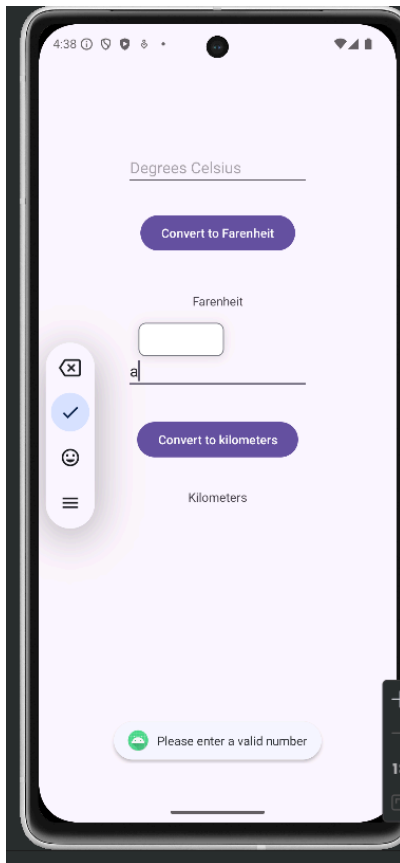 4:38
Degrees Celsius
Convert to Farenheit
Farenheit
a
Convert to kilometers
Kilometers
Please enter a valid number